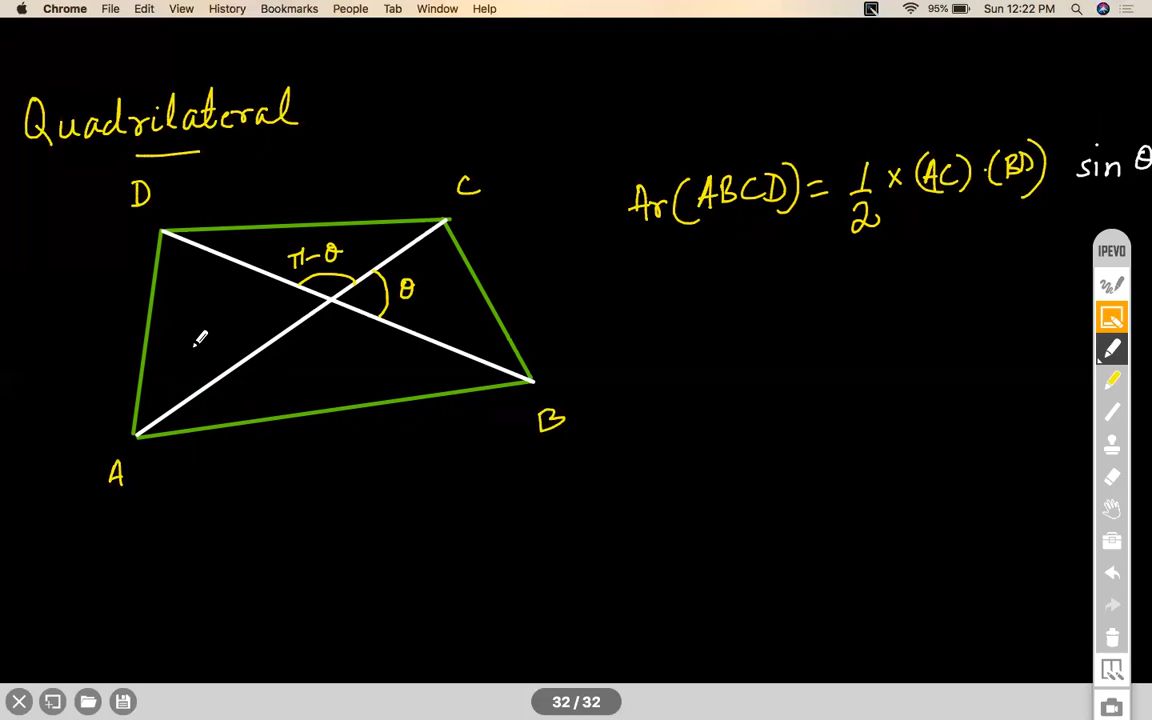 Chrome File Edit View History Bookmarks People Tab Window Help 95% Sun 12:22 PM
Quadrilateral
Ar(ABCD) = 1/2 × (AC)·(BD) sin θ
D
C
π-θ
θ
IPEVO
B
A
32 / 32